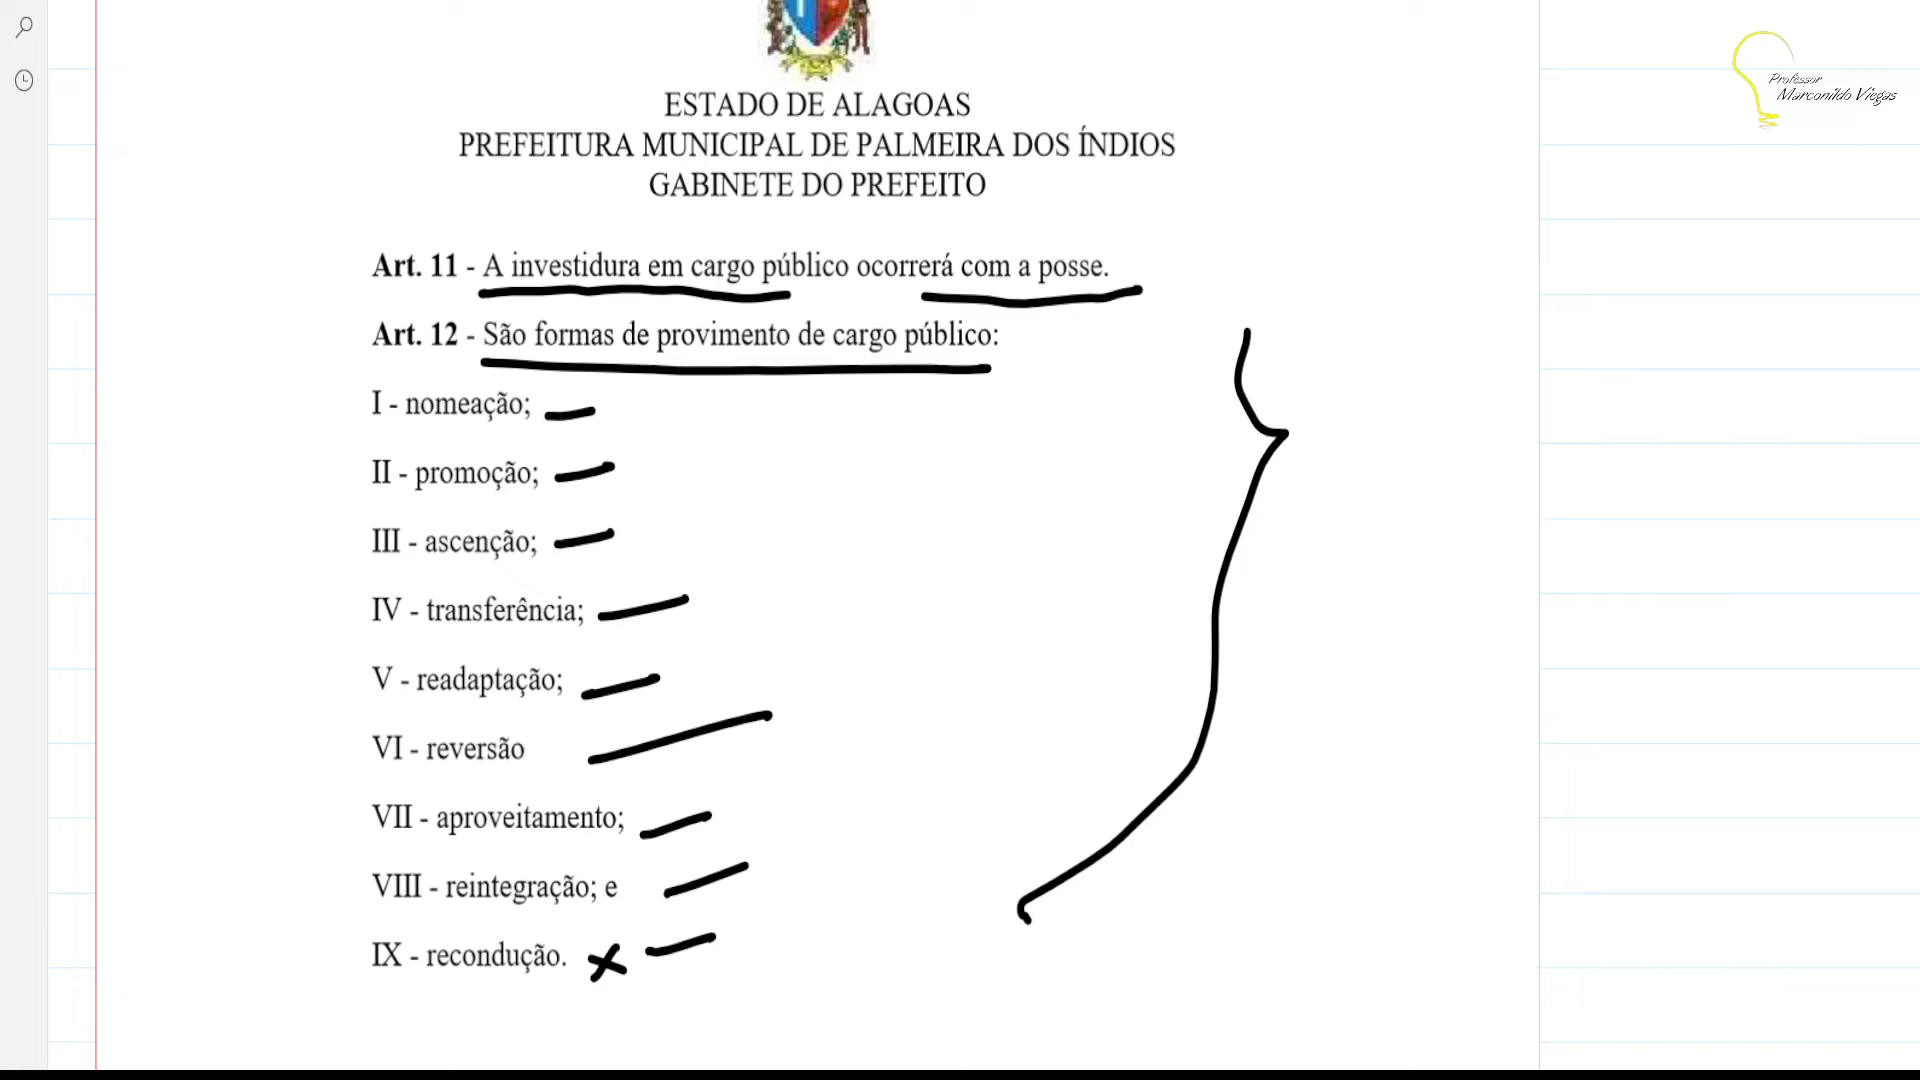 Professor
Marconildo Viegas
ESTADO DE ALAGOAS
PREFEITURA MUNICIPAL DE PALMEIRA DOS ÍNDIOS
GABINETE DO PREFEITO
Art. 11 - A investidura em cargo público ocorrerá com a posse.
Art. 12 - São formas de provimento de cargo público:
I - nomeação;
II - promoção;
III - ascenção;
IV - transferência;
V - readaptação;
VI - reversão
VII - aproveitamento;
VIII - reintegração; e
IX - recondução.